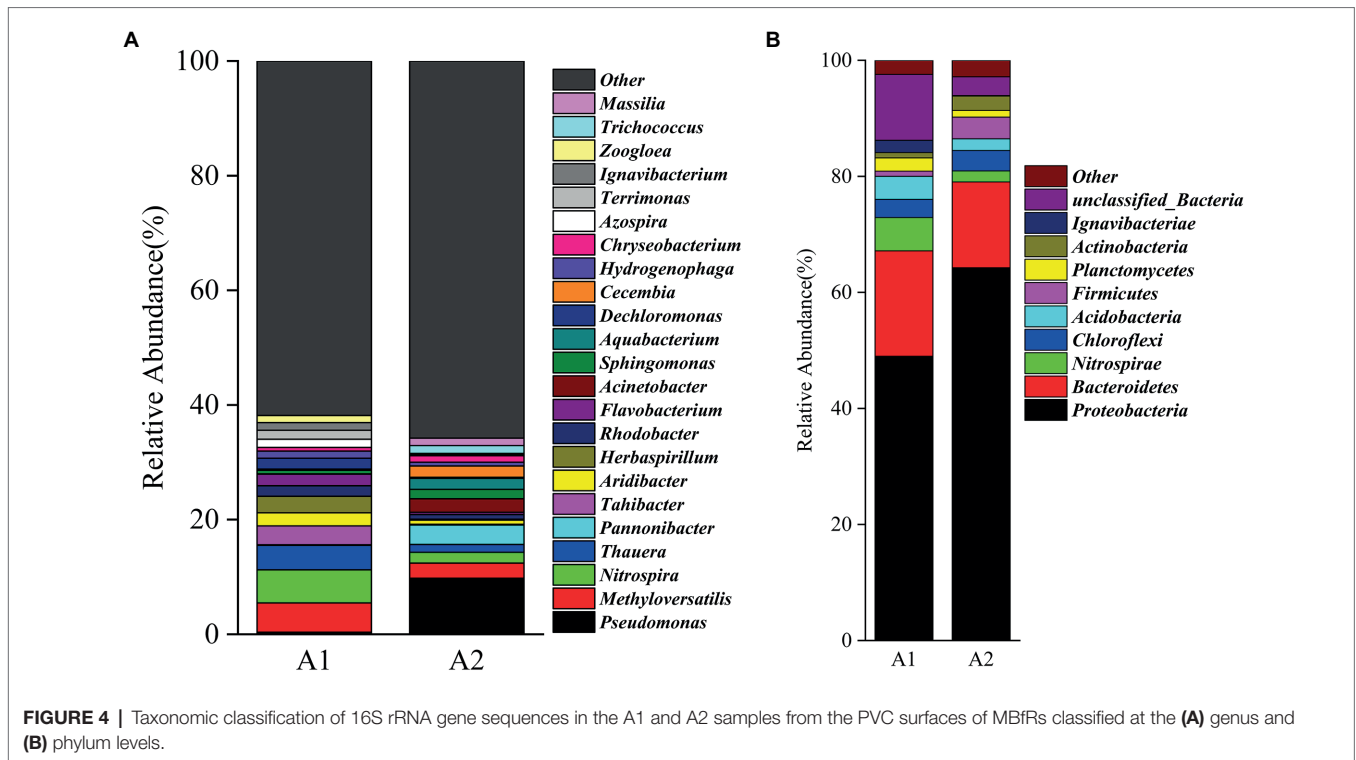 A
Relative Abundance(%)
100
80
60
40
20
0
A1 A2
Other
Massilia
Trichococcus
Zoogloea
Ignavibacterium
Terrimonas
Azospira
Chryseobacterium
Hydrogenophaga
Cecembia
Dechloromonas
Aquabacterium
Sphingomonas
Acinetobacter
Flavobacterium
Rhodobacter
Herbaspirillum
Aridibacter
Tahibacter
Pannonibacter
Thauera
Nitrospira
Methyloversatilis
Pseudomonas
B
Relative Abundance(%)
100
80
60
40
20
0
A1 A2
Other
unclassified_Bacteria
Ignavibacteriae
Actinobacteria
Planctomycetes
Firmicutes
Acidobacteria
Chloroflexi
Nitrospirae
Bacteroidetes
Proteobacteria
FIGURE 4 | Taxonomic classification of 16S rRNA gene sequences in the A1 and A2 samples from the PVC surfaces of MBfRs classified at the (A) genus and
(B) phylum levels.